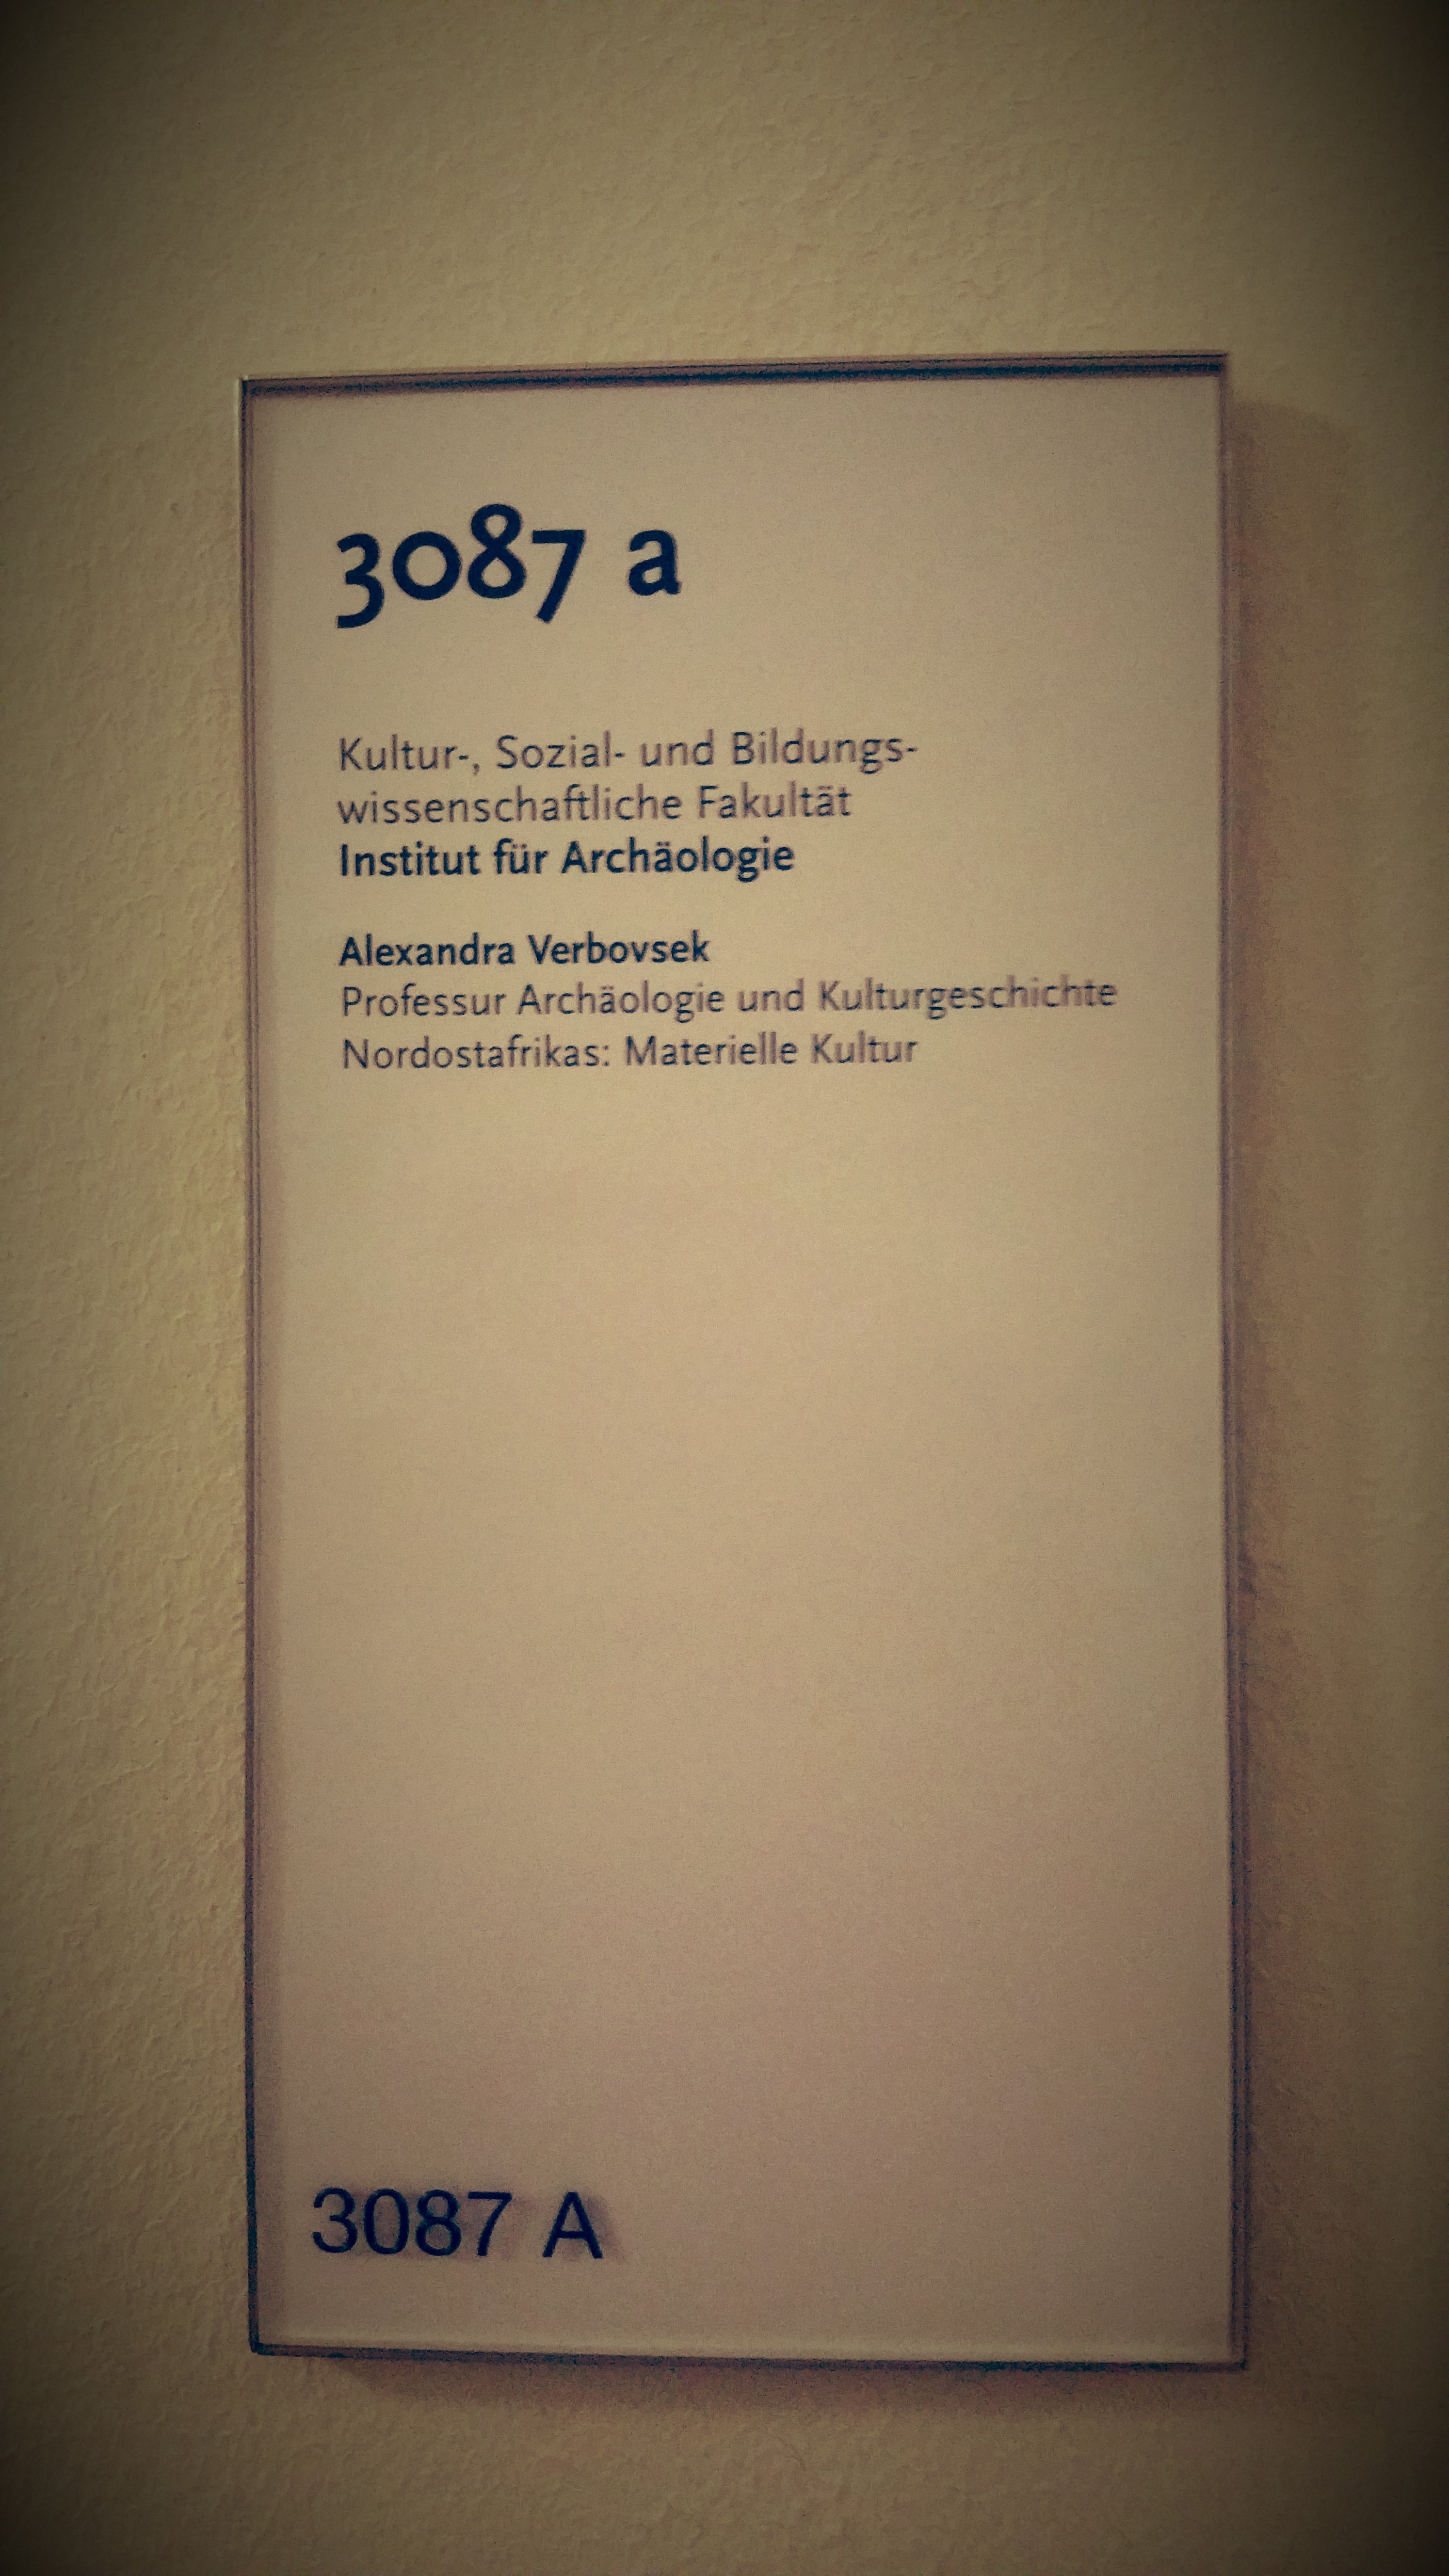 3087 a
Kultur-, Sozial- und Bildungs-
wissenschaftliche Fakultät
Institut für Archäologie
Alexandra Verbovsek
Professur Archäologie und Kulturgeschichte
Nordostafrikas: Materielle Kultur
3087 A